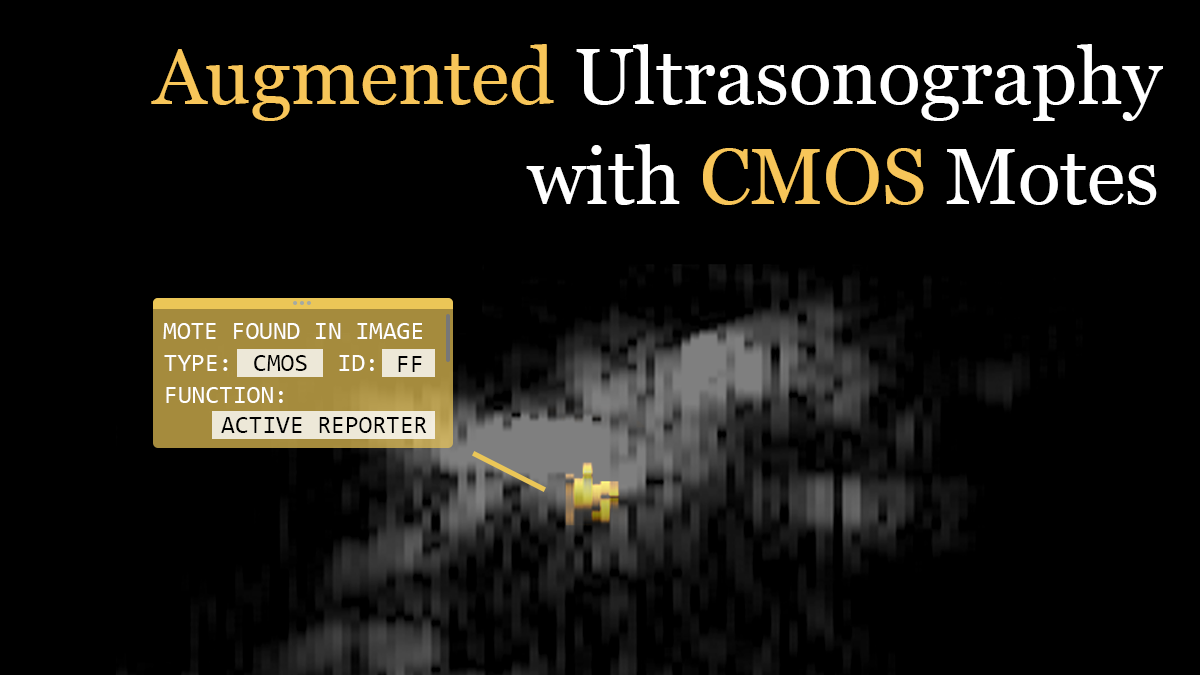 Augmented Ultrasonography
with CMOS Motes
MOTE FOUND IN IMAGE
TYPE: CMOS ID: FF
FUNCTION:
ACTIVE REPORTER